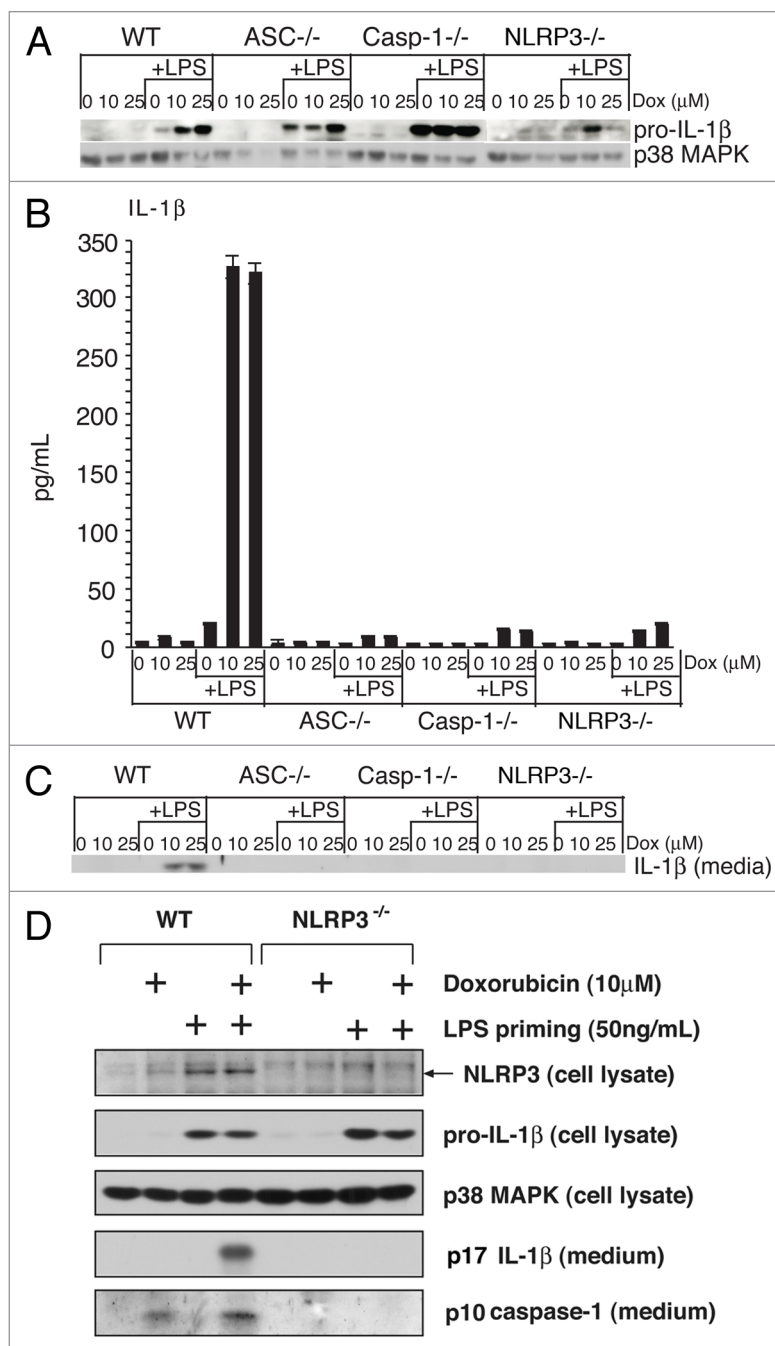 A
WT ASC-/- Casp-1-/- NLRP3-/-
+LPS +LPS +LPS +LPS
0 10 25 0 10 25 0 10 25 0 10 25 0 10 25 0 10 25 0 10 25 0 10 25 Dox (μM)
pro-IL-1β
p38 MAPK
B
IL-1β
350
300
250
200
150
100
50
0
pg/mL
0 10 25 0 10 25 0 10 25 0 10 25 0 10 25 0 10 25 0 10 25 0 10 25 Dox (μM)
+LPS +LPS +LPS +LPS
WT ASC-/- Casp-1-/- NLRP3-/-
C
WT ASC-/- Casp-1-/- NLRP3-/-
+LPS +LPS +LPS +LPS
0 10 25 0 10 25 0 10 25 0 10 25 0 10 25 0 10 25 0 10 25 0 10 25 Dox (μM)
IL-1β (media)
D
WT NLRP3 -/-
+ + + + Doxorubicin (10μM)
+ + + + LPS priming (50ng/mL)
NLRP3 (cell lysate)
pro-IL-1β (cell lysate)
p38 MAPK (cell lysate)
p17 IL-1β (medium)
p10 caspase-1 (medium)